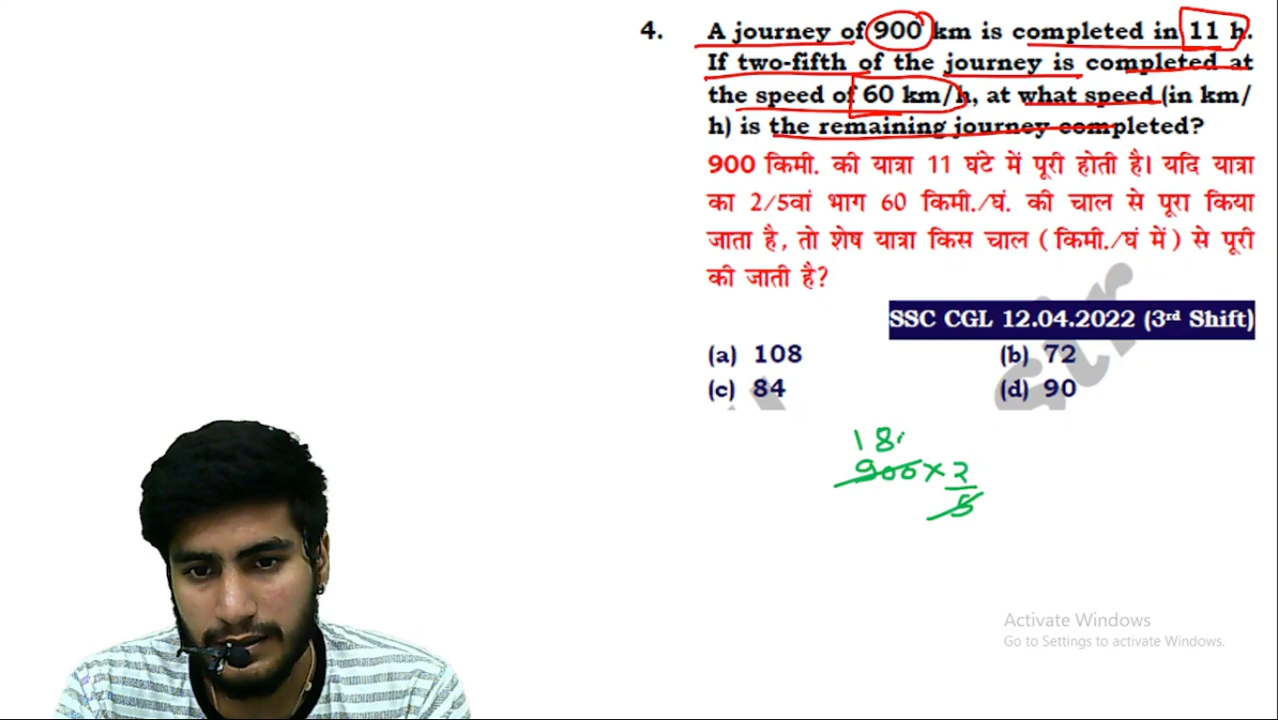 4. A journey of 900 km is completed in 11 h.
If two-fifth of the journey is completed at
the speed of 60 km/h, at what speed (in km/
h) is the remaining journey completed?
900 किमी. की यात्रा 11 घंटे में पूरी होती है। यदि यात्रा
का 2/5वां भाग 60 किमी./घं. की चाल से पूरा किया
जाता है, तो शेष यात्रा किस चाल (किमी./घं में) से पूरी
की जाती है?
SSC CGL 12.04.2022 (3rd Shift)
(a) 108 (b) 72
(c) 84 (d) 90
18
900 × 2
5
Sir
Activate Windows
Go to Settings to activate Windows.